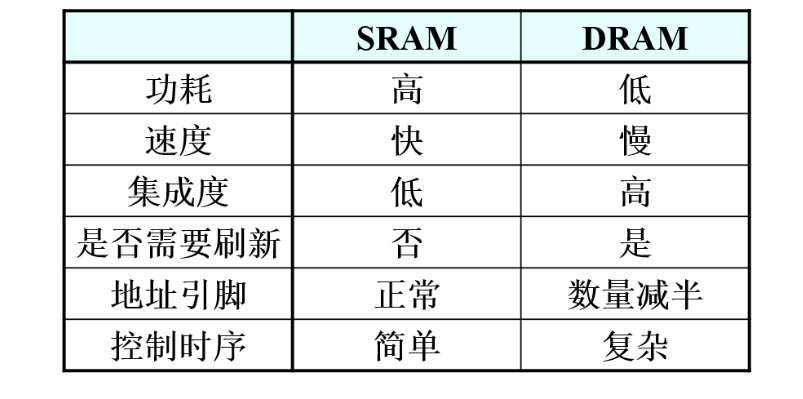 SRAM DRAM
功耗 高 低
速度 快 慢
集成度 低 高
是否需要刷新 否 是
地址引脚 正常 数量减半
控制时序 简单 复杂